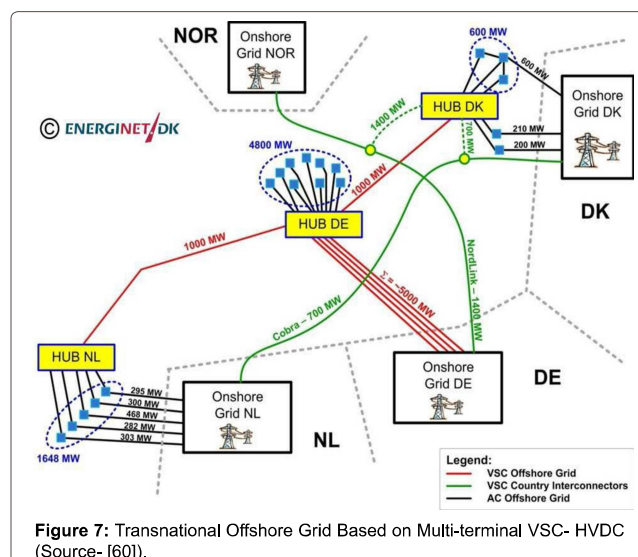 NOR
Onshore
Grid NOR
600 MW
600 MW
Onshore
Grid DK
HUB DK
1400 MW
700 MW
210 MW
200 MW
© ENERGINET/DK
4800 MW
1000 MW
HUB DE
DK
1000 MW
Σ = ~5000 MW
NordLink – 1400 MW
Cobra – 700 MW
HUB NL
295 MW
300 MW
468 MW
282 MW
303 MW
1648 MW
Onshore
Grid NL
NL
Onshore
Grid DE
DE
Legend:
VSC Offshore Grid
VSC Country Interconnectors
AC Offshore Grid
Figure 7: Transnational Offshore Grid Based on Multi-terminal VSC- HVDC
(Source- [60]).